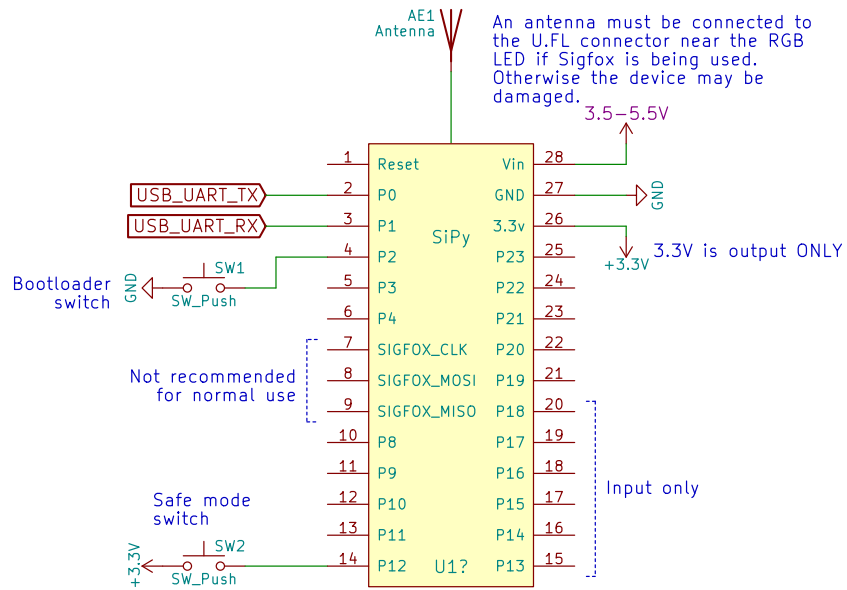 AE1
Antenna
An antenna must be connected to
the U.FL connector near the RGB
LED if Sigfox is being used.
Otherwise the device may be
damaged.
3.5-5.5V
1 Reset
Vin 28
USB_UART_TX
2 P0
GND 27
GND
USB_UART_RX
3 P1
3.3v 26
SiPy
3.3V is output ONLY
+3.3V
4 P2
P23 25
Bootloader
switch
GND
SW1
SW_Push
5 P3
P22 24
6 P4
P21 23
7 SIGFOX_CLK
P20 22
Not recommended
for normal use
8 SIGFOX_MOSI
P19 21
9 SIGFOX_MISO
P18 20
10 P8
P17 19
11 P9
P16 18
Input only
12 P10
P15 17
Safe mode
switch
13 P11
P14 16
+3.3V
SW2
SW_Push
14 P12
U1?
P13 15